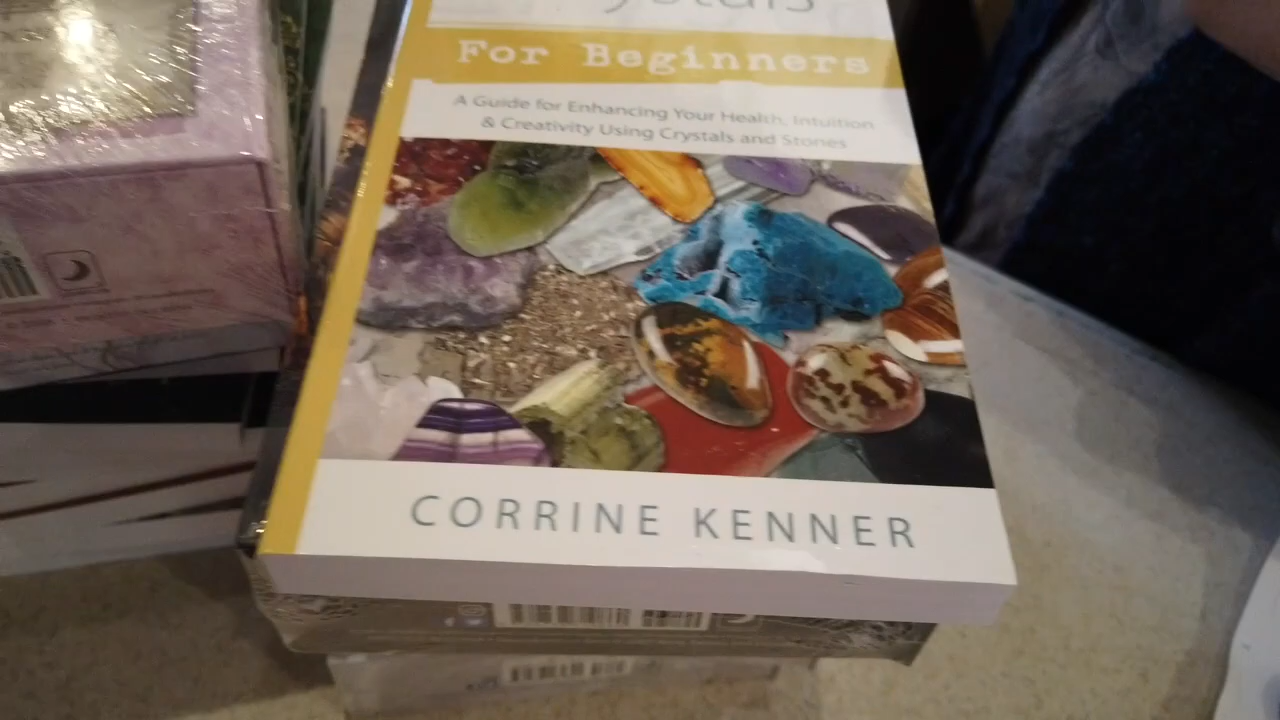 For Beginners
A Guide for Enhancing Your Health, Intuition
& Creativity Using Crystals and Stones
CORRINE KENNER